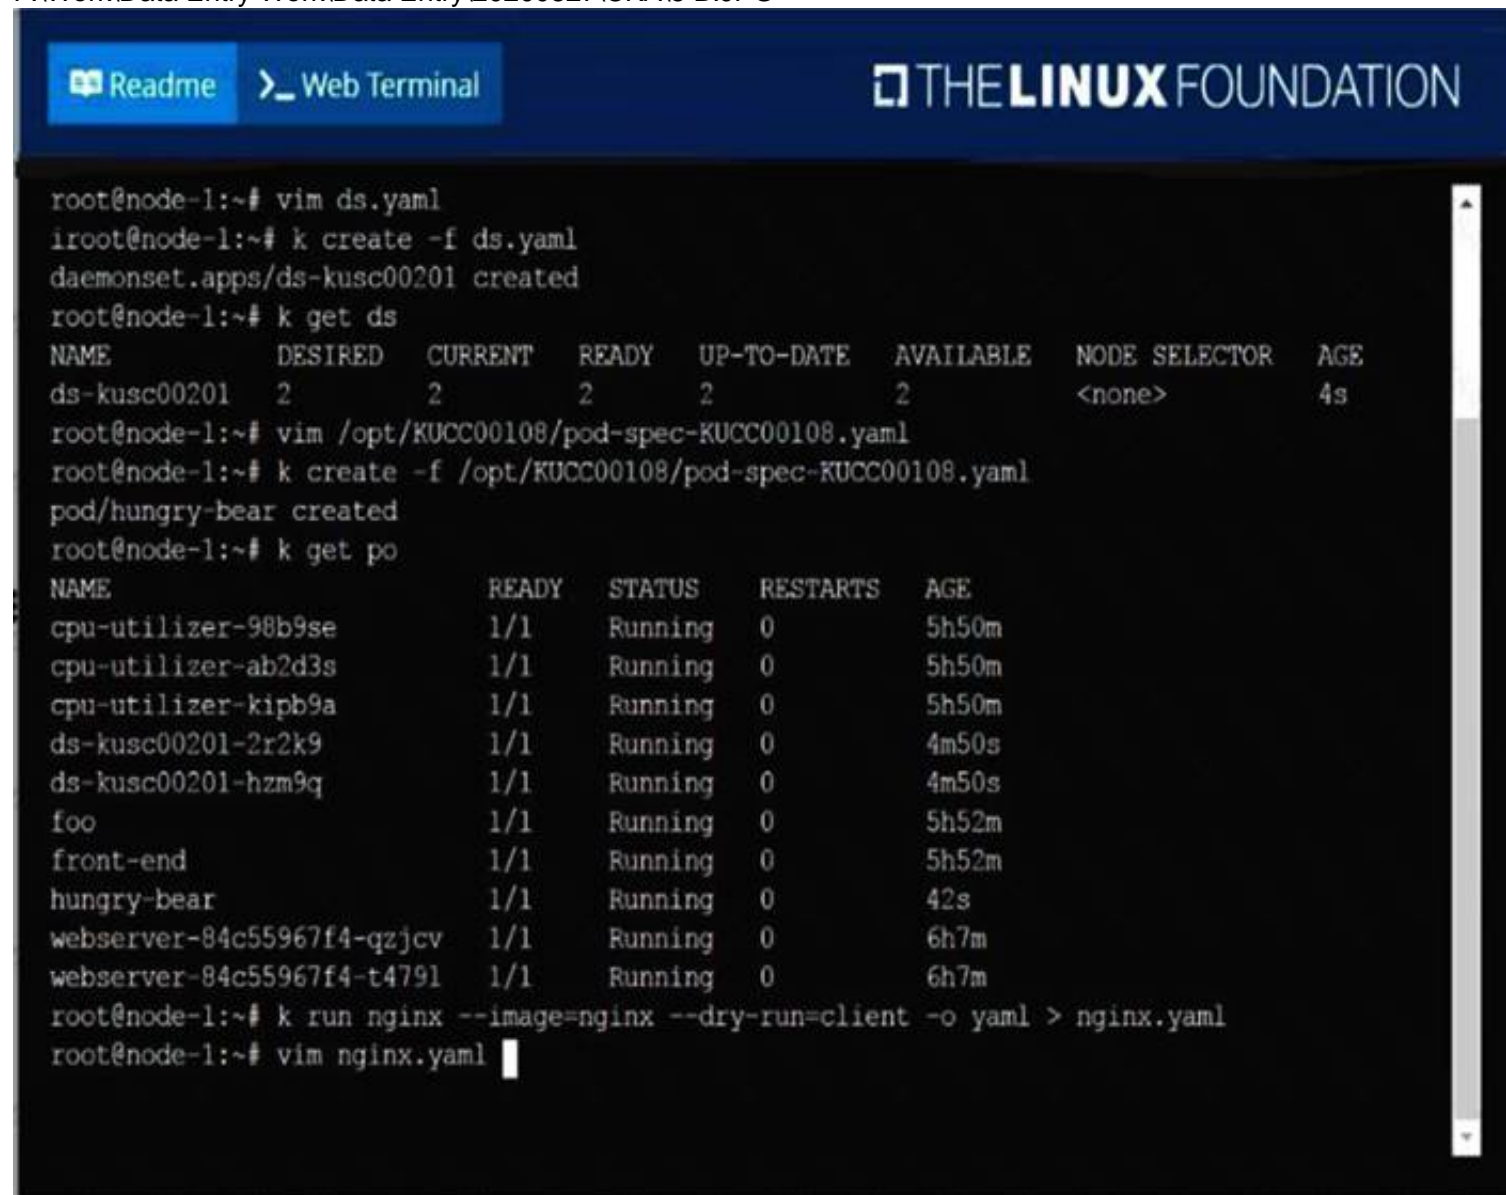 Readme
Web Terminal
THE LINUX FOUNDATION
root@node-1:~# vim ds.yaml
iroot@node-1:~# k create -f ds.yaml
daemonset.apps/ds-kusc00201 created
root@node-1:~# k get ds
NAME DESIRED CURRENT READY UP-TO-DATE AVAILABLE NODE SELECTOR AGE
ds-kusc00201 2 2 2 2 2 <none> 4s
root@node-1:~# vim /opt/KUCC00108/pod-spec-KUCC00108.yaml
root@node-1:~# k create -f /opt/KUCC00108/pod-spec-KUCC00108.yaml
pod/hungry-bear created
root@node-1:~# k get po
NAME READY STATUS RESTARTS AGE
cpu-utilizer-98b9se 1/1 Running 0 5h50m
cpu-utilizer-ab2d3s 1/1 Running 0 5h50m
cpu-utilizer-kipb9a 1/1 Running 0 5h50m
ds-kusc00201-2r2k9 1/1 Running 0 4m50s
ds-kusc00201-hzm9q 1/1 Running 0 4m50s
foo 1/1 Running 0 5h52m
front-end 1/1 Running 0 5h52m
hungry-bear 1/1 Running 0 42s
webserver-84c55967f4-qzjcv 1/1 Running 0 6h7m
webserver-84c55967f4-t479l 1/1 Running 0 6h7m
root@node-1:~# k run nginx --image=nginx --dry-run=client -o yaml > nginx.yaml
root@node-1:~# vim nginx.yaml